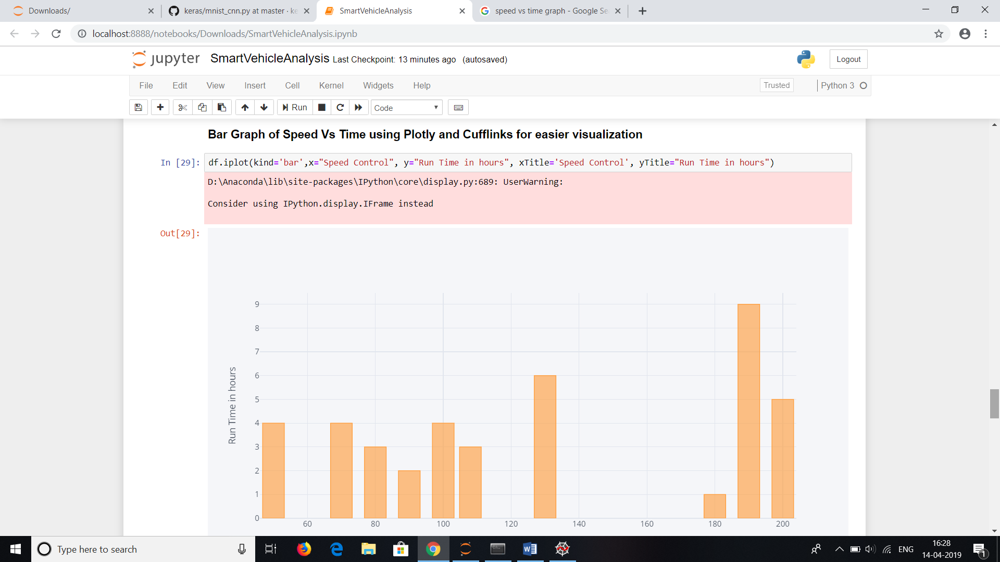 Downloads/
keras/mnist_cnn.py at master · ke
SmartVehicleAnalysis
speed vs time graph - Google Se
localhost:8888/notebooks/Downloads/SmartVehicleAnalysis.ipynb
jupyter SmartVehicleAnalysis Last Checkpoint: 13 minutes ago (autosaved)
Logout
File Edit View Insert Cell Kernel Widgets Help
Trusted
Python 3
Run
Code
Bar Graph of Speed Vs Time using Plotly and Cufflinks for easier visualization
In [29]: df.iplot(kind='bar',x="Speed Control", y="Run Time in hours", xTitle='Speed Control', yTitle="Run Time in hours")
D:\Anaconda\lib\site-packages\IPython\core\display.py:689: UserWarning:
Consider using IPython.display.IFrame instead
Out[29]:
9
8
7
6
5
4
3
2
1
0
Run Time in hours
60 80 100 120 140 160 180 200
Type here to search
ENG
16:28
14-04-2019
1